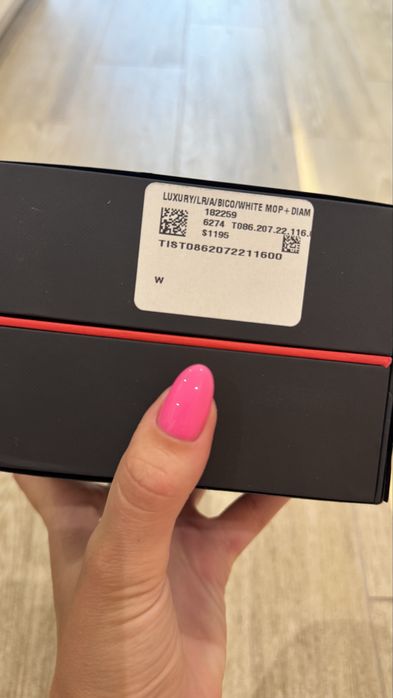 LUXURY/LR/A/BICO/WHITE MOP+DIAM
182259
6274 T086.207.22.116.
$1195
TIST0862072211600
W